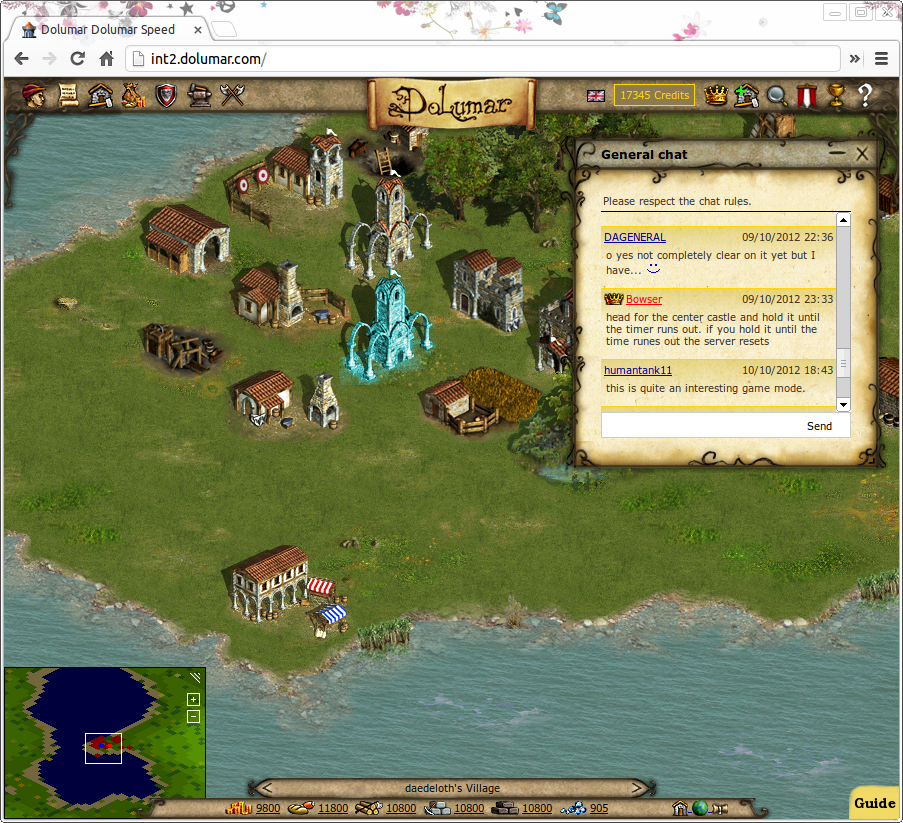 Dolumar Dolumar Speed
int2.dolumar.com/
Dolumar
17345 Credits
General chat
Please respect the chat rules.
DAGENERAL 09/10/2012 22:36
o yes not completely clear on it yet but I
have...
Bowser 09/10/2012 23:33
head for the center castle and hold it until
the timer runs out. if you hold it until the
time runes out the server resets
humantank11 10/10/2012 18:43
this is quite an interesting game mode.
Send
daedeloth's Village
9800 11800 10800 10800 10800 905
Guide